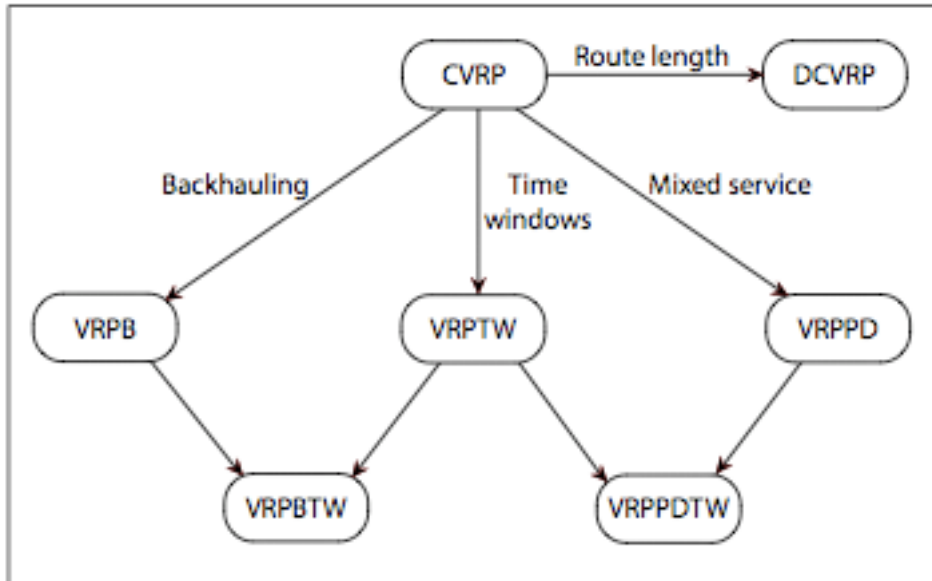 CVRP
Route length
DCVRP
Backhauling
Time
windows
Mixed service
VRPB
VRPTW
VRPPD
VRPBTW
VRPPDTW